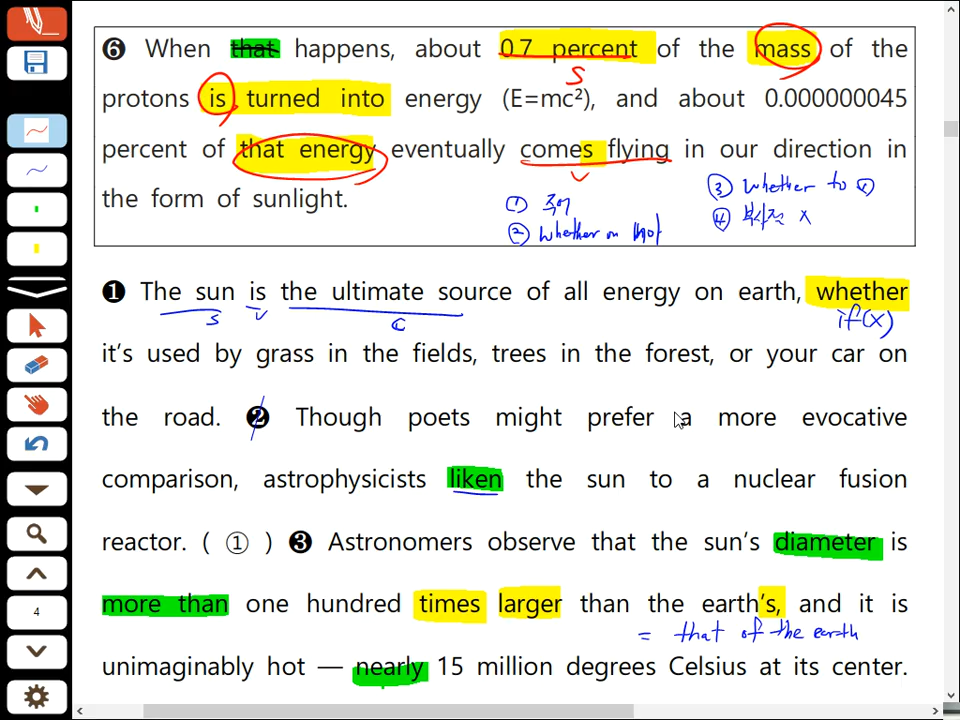 ❻ When that happens, about 0.7 percent of the mass of the
protons is turned into energy (E=mc²), and about 0.000000045
percent of that energy eventually comes flying in our direction in
the form of sunlight.
S
V
① 주어
② whether or not
③ whether to ⓥ
④ X
❶ The sun is the ultimate source of all energy on earth, whether
S V C if(x)
it's used by grass in the fields, trees in the forest, or your car on
the road. ❷ Though poets might prefer a more evocative
comparison, astrophysicists liken the sun to a nuclear fusion
reactor. ( ① ) ❸ Astronomers observe that the sun's diameter is
more than one hundred times larger than the earth's, and it is
= that of the earth
unimaginably hot — nearly 15 million degrees Celsius at its center.
4